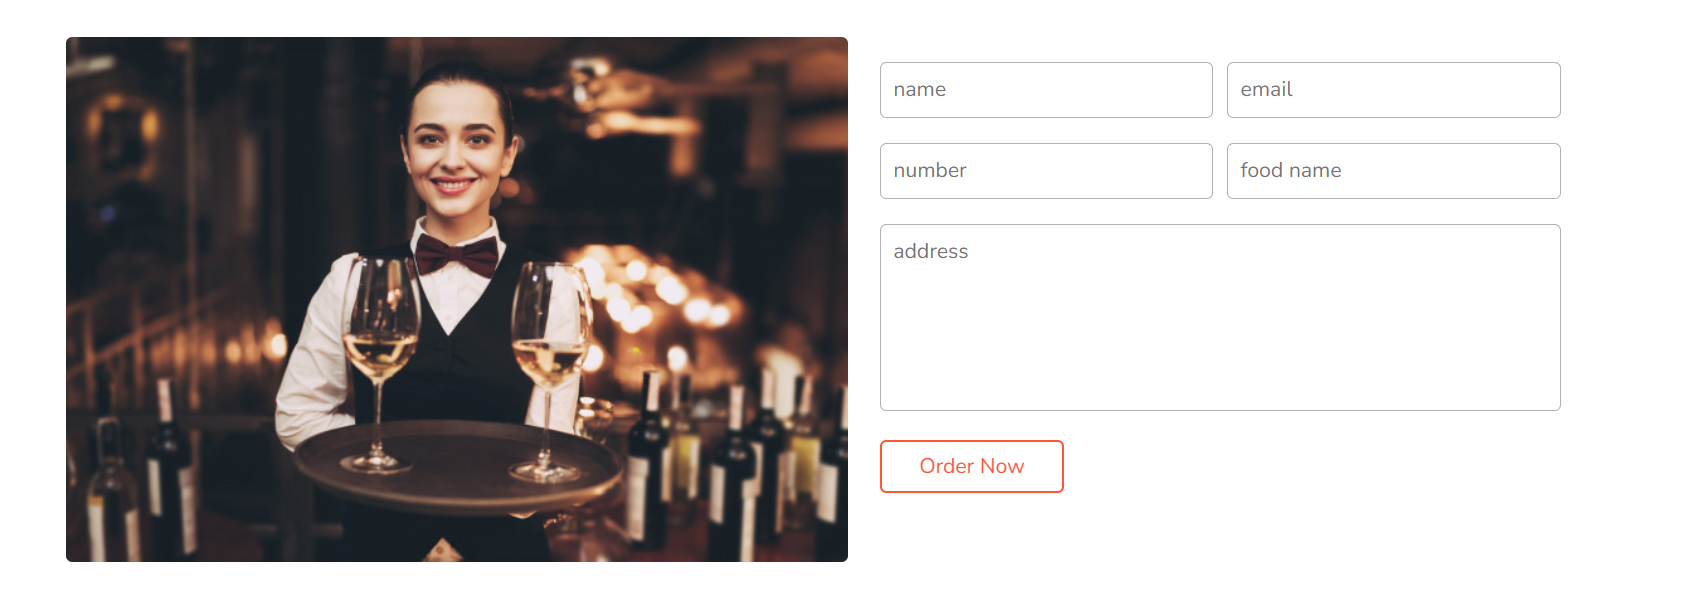 name email
number food name
address
Order Now